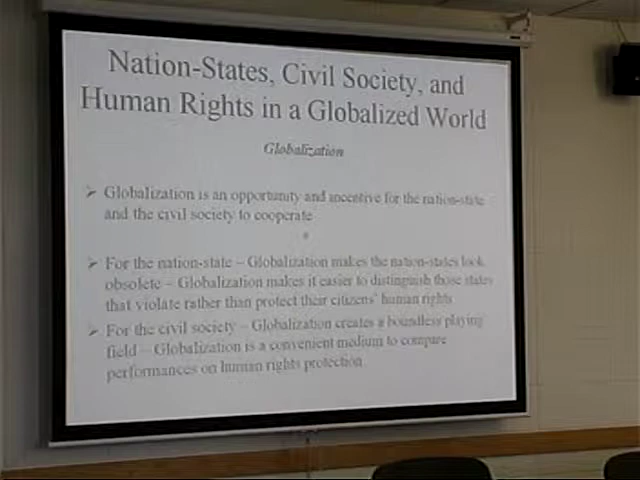 Nation-States, Civil Society, and
Human Rights in a Globalized World
Globalization
➢ Globalization is an opportunity and incentive for the nation-state
and the civil society to cooperate
➢ For the nation-state – Globalization makes the nation-states look
obsolete – Globalization makes it easier to distinguish those states
that violate rather than protect their citizens' human rights
➢ For the civil society – Globalization creates a boundless playing
field – Globalization is a convenient medium to compare
performances on human rights protection